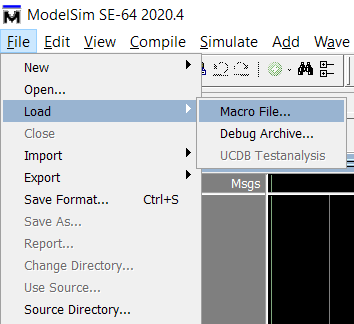 ModelSim SE-64 2020.4
File Edit View Compile Simulate Add Wave
New
Open...
Load
Macro File...
Close
Debug Archive...
Import
UCDB Testanalysis
Export
Msgs
Save Format... Ctrl+S
Save As...
Report...
Change Directory...
Use Source...
Source Directory...